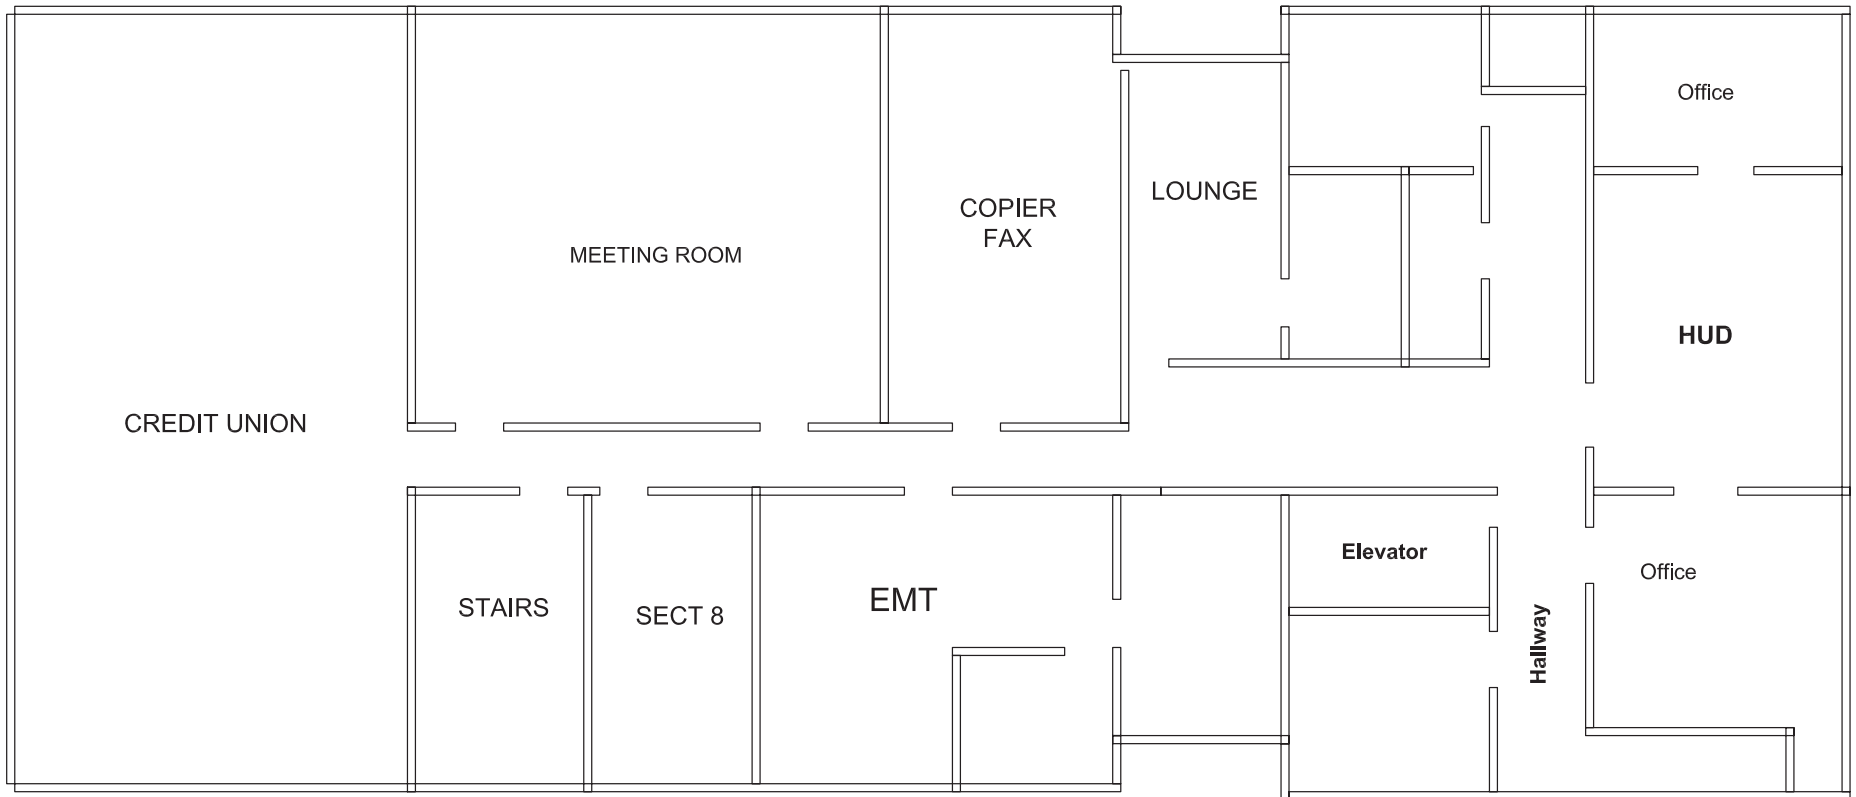 Office
LOUNGE
COPIER
FAX
MEETING ROOM
HUD
CREDIT UNION
Elevator
Office
EMT
STAIRS
SECT 8
Hallway